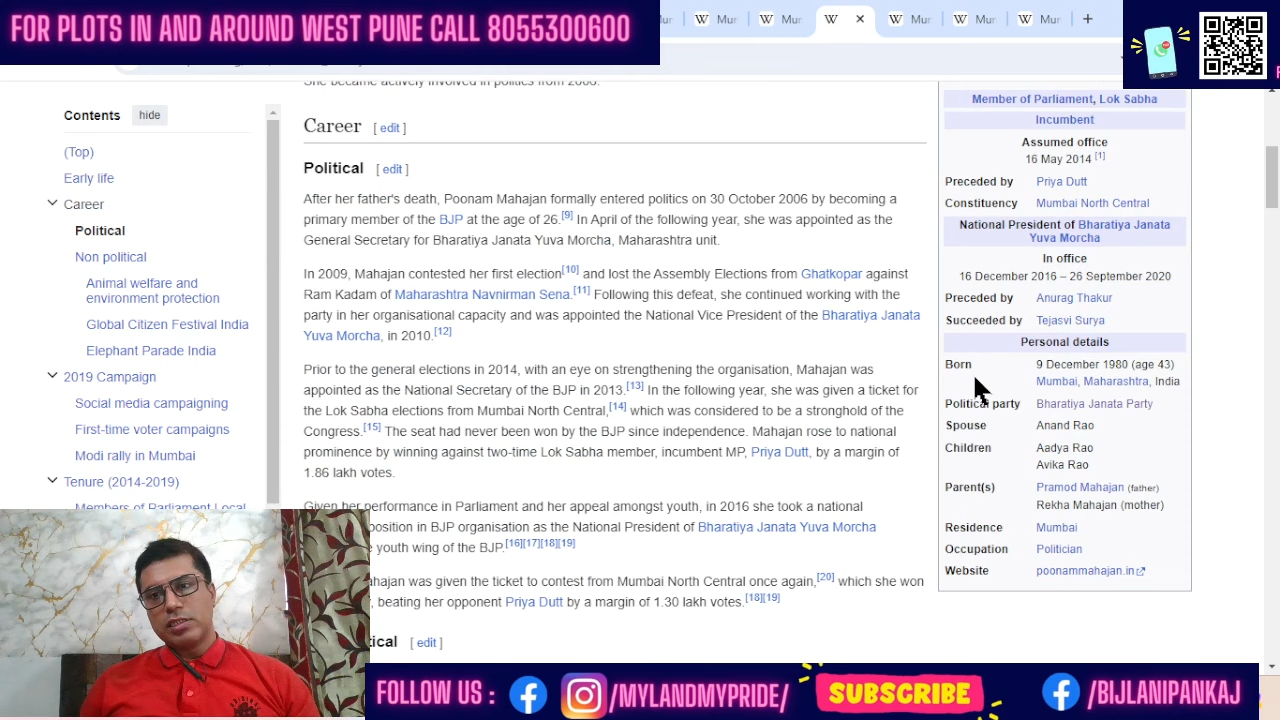 FOR PLOTS IN AND AROUND WEST PUNE CALL 8055300600
Contents hide
(Top)
Early life
Career
Political
Non political
Animal welfare and
environment protection
Global Citizen Festival India
Elephant Parade India
2019 Campaign
Social media campaigning
First-time voter campaigns
Modi rally in Mumbai
Tenure (2014-2019)
Members of Parliament Local
She became actively involved in politics from 2006.
Career [ edit ]
Political [ edit ]
After her father's death, Poonam Mahajan formally entered politics on 30 October 2006 by becoming a
primary member of the BJP at the age of 26.[9] In April of the following year, she was appointed as the
General Secretary for Bharatiya Janata Yuva Morcha, Maharashtra unit.
In 2009, Mahajan contested her first election[10] and lost the Assembly Elections from Ghatkopar against
Ram Kadam of Maharashtra Navnirman Sena.[11] Following this defeat, she continued working with the
party in her organisational capacity and was appointed the National Vice President of the Bharatiya Janata
Yuva Morcha, in 2010.[12]
Prior to the general elections in 2014, with an eye on strengthening the organisation, Mahajan was
appointed as the National Secretary of the BJP in 2013.[13] In the following year, she was given a ticket for
the Lok Sabha elections from Mumbai North Central,[14] which was considered to be a stronghold of the
Congress.[15] The seat had never been won by the BJP since independence. Mahajan rose to national
prominence by winning against two-time Lok Sabha member, incumbent MP, Priya Dutt, by a margin of
1.86 lakh votes.
Given her performance in Parliament and her appeal amongst youth, in 2016 she took a national
position in BJP organisation as the National President of Bharatiya Janata Yuva Morcha
youth wing of the BJP.[16][17][18][19]
ahajan was given the ticket to contest from Mumbai North Central once again,[20] which she won
beating her opponent Priya Dutt by a margin of 1.30 lakh votes.[18][19]
tical [ edit ]
Member of Parliament, Lok Sabha
Incumbent
Assumed office
16 May 2014 [1]
Preceded by Priya Dutt
Constituency Mumbai North Central
National President of Bharatiya Janata
Yuva Morcha
In office
16 December 2016 – 26 September 2020
Preceded by Anurag Thakur
Succeeded by Tejasvi Surya
Personal details
Born 9 December 1980 (age 43)
Mumbai, Maharashtra, India
Political party Bharatiya Janata Party
Spouse Anand Rao
Children Aadya Rao
Avika Rao
Parent(s) Pramod Mahajan (father)
Rekha Mahajan (mother)
Residence Mumbai
Occupation Politician
Website poonammahajan.in
FOLLOW US : /MYLANDMYPRIDE/ SUBSCRIBE /BIJLANIPANKAJ